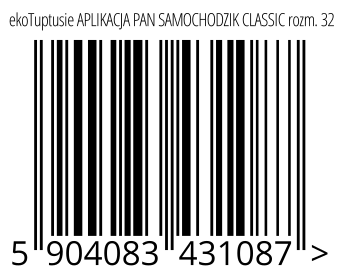 ekoTuptusie APLIKACJA PAN SAMOCHODZIK CLASSIC rozm. 32
5 904083 431087 >